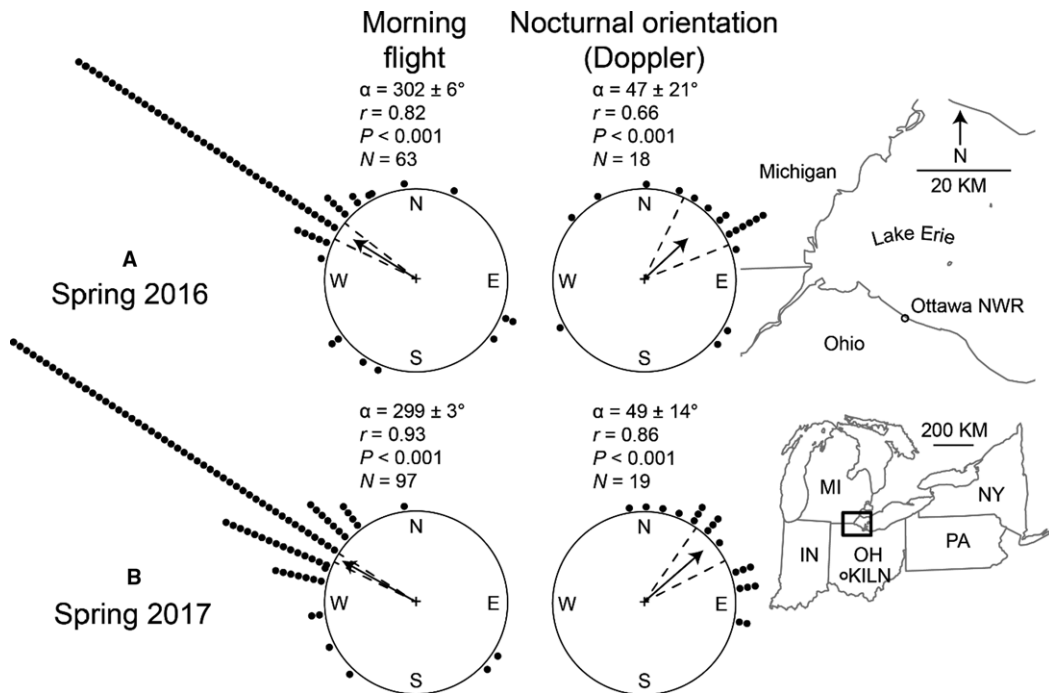 Morning
flight
α = 302 ± 6°
r = 0.82
P < 0.001
N = 63
Nocturnal orientation
(Doppler)
α = 47 ± 21°
r = 0.66
P < 0.001
N = 18
A
Spring 2016
N
W
E
S
N
W
E
S
Michigan
N
20 KM
Lake Erie
Ottawa NWR
Ohio
α = 299 ± 3°
r = 0.93
P < 0.001
N = 97
α = 49 ± 14°
r = 0.86
P < 0.001
N = 19
B
Spring 2017
N
W
E
S
N
W
E
S
200 KM
MI
NY
IN
OH
PA
KILN